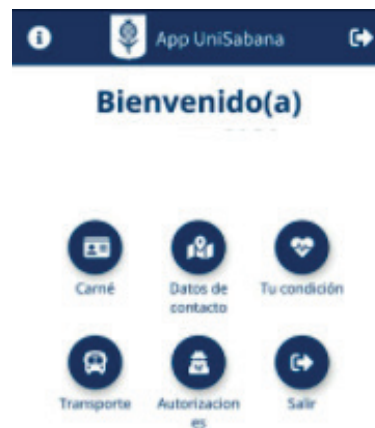 App UniSabana
Bienvenido(a)
Carné
Datos de
contacto
Tu condición
Transporte
Autorizacion
es
Salir